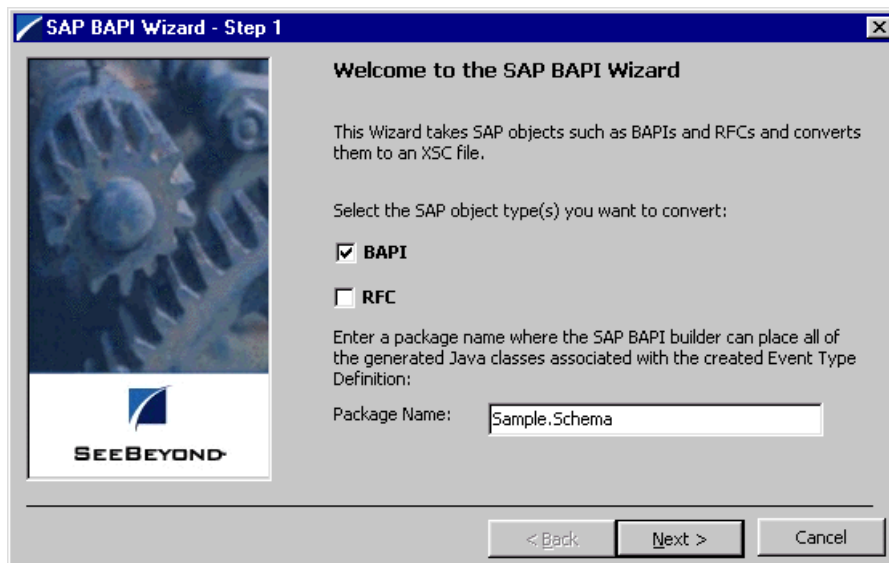 SAP BAPI Wizard - Step 1
Welcome to the SAP BAPI Wizard
This Wizard takes SAP objects such as BAPIs and RFCs and converts
them to an XSC file.
Select the SAP object type(s) you want to convert:
BAPI
RFC
Enter a package name where the SAP BAPI builder can place all of
the generated Java classes associated with the created Event Type
Definition:
Package Name: Sample.Schema
SEEBEYOND
< Back Next > Cancel